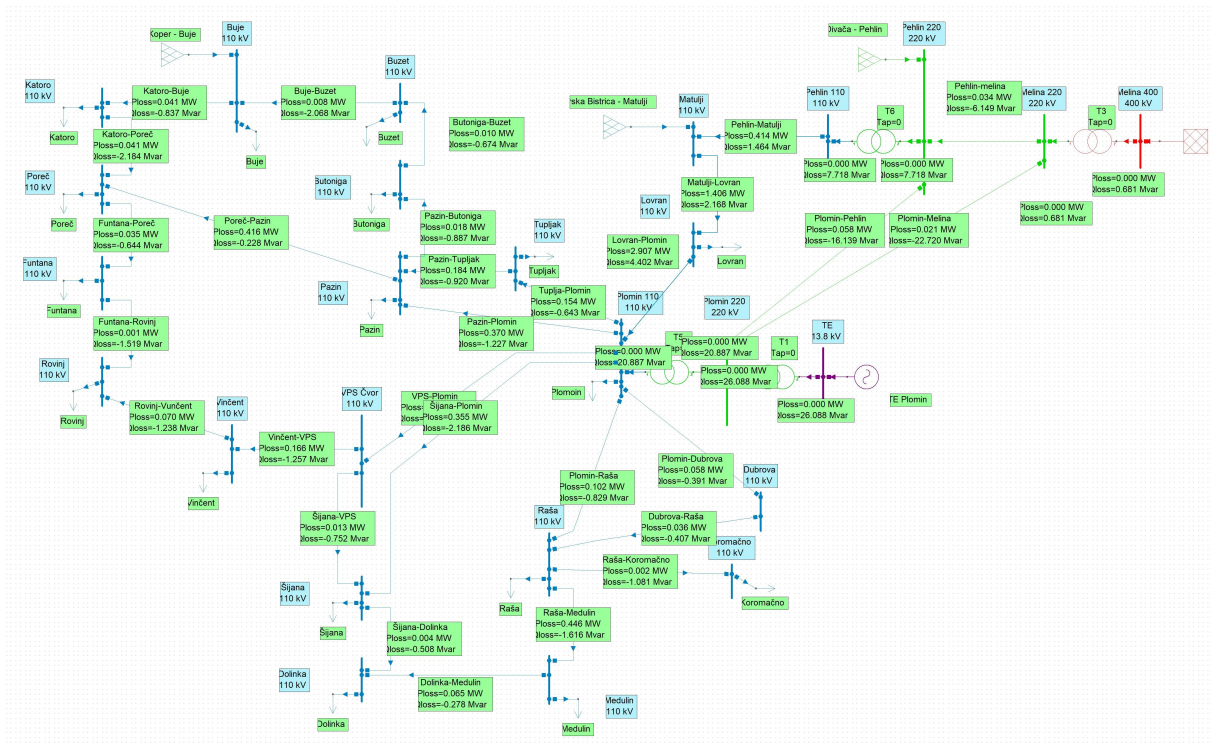 Koper - Buje
Buje
110 kV
Divača - Pehlin
Pehlin 220
220 kV
Katoro
110 kV
Katoro-Buje
Ploss=0.041 MW
Qloss=-0.837 Mvar
Buje-Buzet
Ploss=0.008 MW
Qloss=-2.068 Mvar
Buzet
110 kV
Matulji
110 kV
Pehlin 110
110 kV
T6
Tap=0
Pehlin-melina
Ploss=0.034 MW
Qloss=-6.149 Mvar
Melina 220
220 kV
T3
Tap=0
Melina 400
400 kV
ska Bistrica - Matulji
Katoro
Katoro-Poreč
Ploss=0.041 MW
Qloss=-2.184 Mvar
Buje
Buzet
Butoniga-Buzet
Ploss=0.010 MW
Qloss=-0.674 Mvar
Pehlin-Matulji
Ploss=0.414 MW
Qloss=1.464 Mvar
Ploss=0.000 MW
Qloss=7.718 Mvar
Ploss=0.000 MW
Qloss=7.718 Mvar
Ploss=0.000 MW
Qloss=0.681 Mvar
Ploss=0.000 MW
Qloss=0.681 Mvar
Poreč
110 kV
Butoniga
110 kV
Matulji-Lovran
Ploss=1.406 MW
Qloss=2.168 Mvar
Lovran
110 kV
Poreč
Funtana-Poreč
Ploss=0.035 MW
Qloss=-0.644 Mvar
Poreč-Pazin
Ploss=0.416 MW
Qloss=-0.228 Mvar
Butoniga
Pazin-Butoniga
Ploss=0.018 MW
Qloss=-0.887 Mvar
Tupljak
110 kV
Lovran-Plomin
Ploss=2.907 MW
Qloss=4.402 Mvar
Lovran
Plomin-Pehlin
Ploss=0.058 MW
Qloss=-16.139 Mvar
Plomin-Melina
Ploss=0.021 MW
Qloss=-22.720 Mvar
Funtana
110 kV
Pazin-Tupljak
Ploss=0.184 MW
Qloss=-0.920 Mvar
Tupljak
Pazin
110 kV
Tuplja-Plomin
Ploss=0.154 MW
Qloss=-0.643 Mvar
Plomin 110
110 kV
Plomin 220
220 kV
Funtana
Pazin
Pazin-Plomin
Ploss=0.370 MW
Qloss=-1.227 Mvar
Funtana-Rovinj
Ploss=0.001 MW
Qloss=-1.519 Mvar
TE
13.8 kV
T5
Ploss=0.000 MW
Qloss=20.887 Mvar
Ploss=0.000 MW
Qloss=20.887 Mvar
T1
Tap=0
Ploss=0.000 MW
Qloss=26.088 Mvar
Ploss=0.000 MW
Qloss=26.088 Mvar
TE Plomin
Rovinj
110 kV
Plomoin
Rovinj
Rovinj-Vunčent
Ploss=0.070 MW
Qloss=-1.238 Mvar
Vinčent
110 kV
VPS Čvor
110 kV
VPS-Plomin
Šijana-Plomin
Ploss=0.355 MW
Qloss=-2.186 Mvar
Vinčent-VPS
Ploss=0.166 MW
Qloss=-1.257 Mvar
Vinčent
Plomin-Raša
Ploss=0.102 MW
Qloss=-0.829 Mvar
Plomin-Dubrova
Ploss=0.058 MW
Qloss=-0.391 Mvar
Dubrova
110 kV
Šijana-VPS
Ploss=0.013 MW
Qloss=-0.752 Mvar
Raša
110 kV
Dubrova-Raša
Ploss=0.036 MW
Qloss=-0.407 Mvar
oromačno
110 kV
Raša-Koromačno
Ploss=0.002 MW
Qloss=-1.081 Mvar
Šijana
110 kV
Raša
Koromačno
Šijana
Šijana-Dolinka
Ploss=0.004 MW
Qloss=-0.508 Mvar
Raša-Medulin
Ploss=0.446 MW
Qloss=-1.616 Mvar
Dolinka
110 kV
Dolinka-Medulin
Ploss=0.065 MW
Qloss=-0.278 Mvar
Medulin
110 kV
Dolinka
Medulin